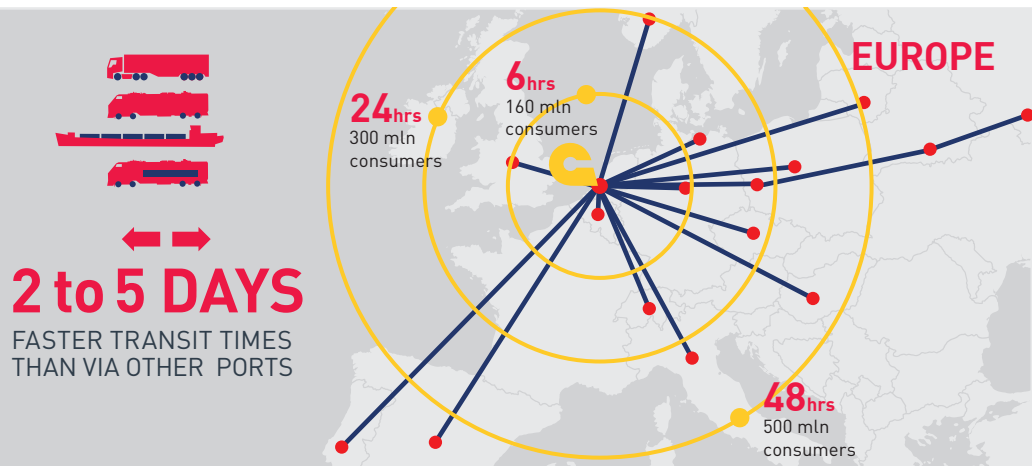 EUROPE
6hrs
160 mln
consumers
24hrs
300 mln
consumers
2 to 5 DAYS
FASTER TRANSIT TIMES
THAN VIA OTHER PORTS
48hrs
500 mln
consumers